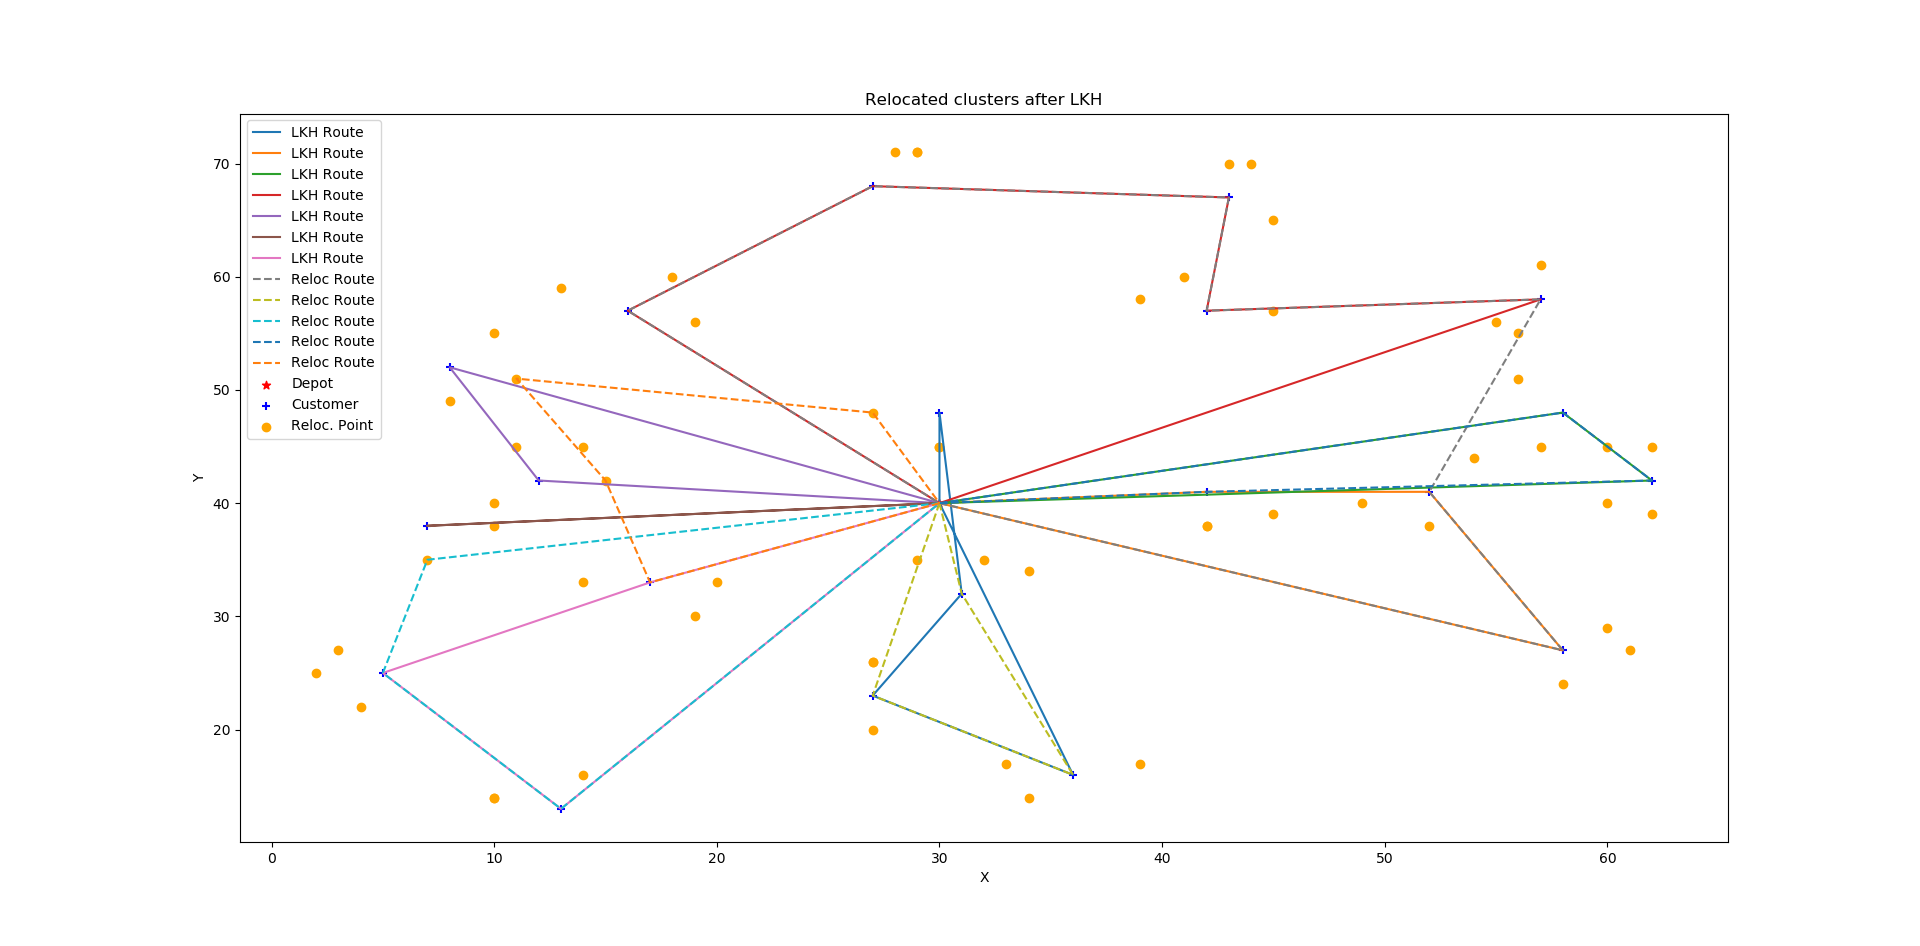 Relocated clusters after LKH
LKH Route
LKH Route
LKH Route
LKH Route
LKH Route
LKH Route
LKH Route
Reloc Route
Reloc Route
Reloc Route
Reloc Route
Reloc Route
Depot
Customer
Reloc. Point
70
60
50
40
30
20
Y
0 10 20 30 40 50 60
X